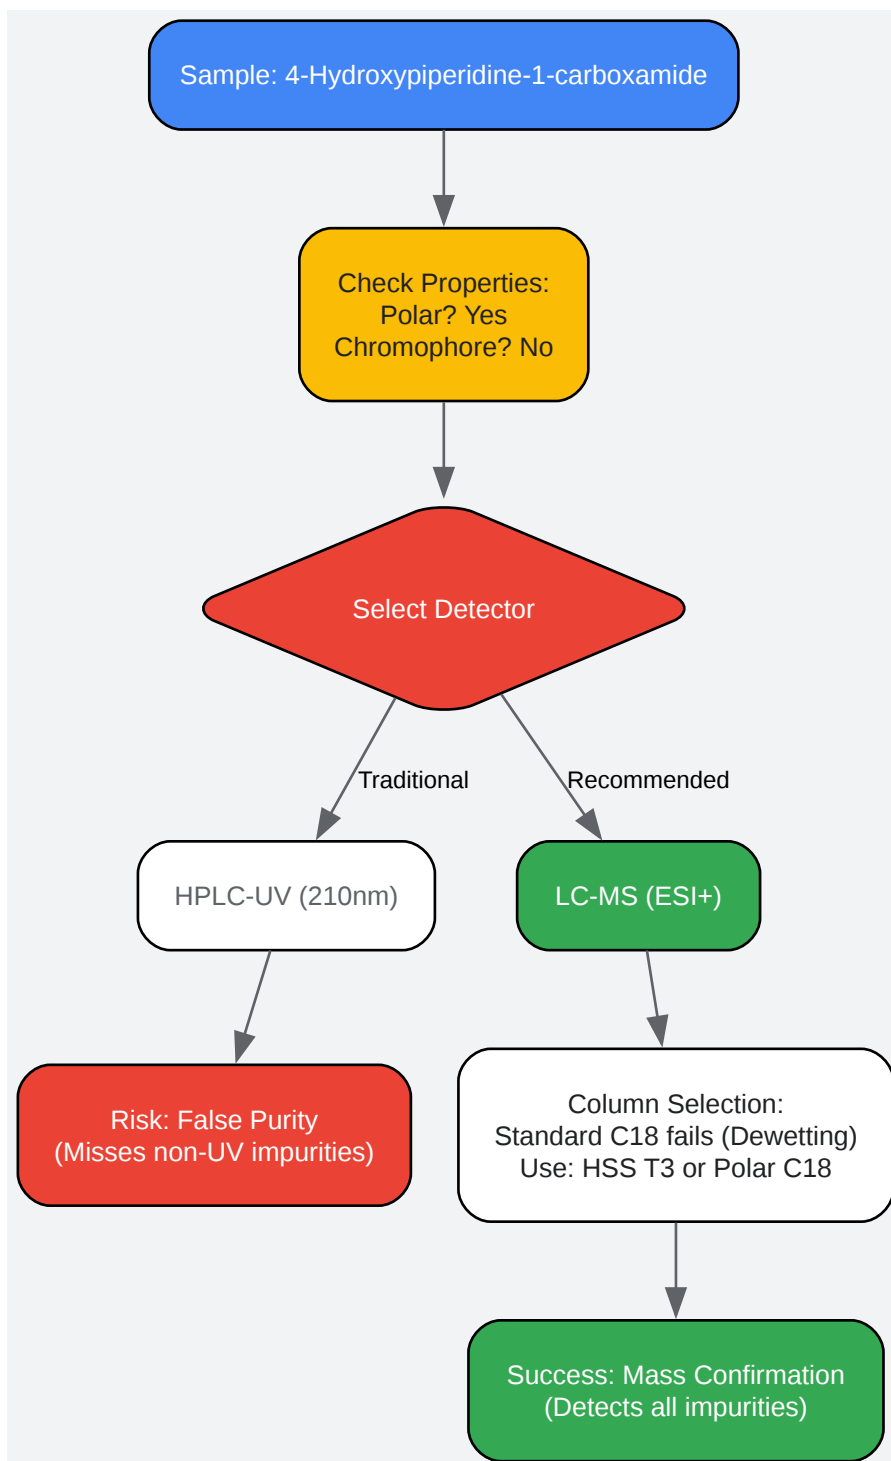 Sample: 4-Hydroxypiperidine-1-carboxamide
Check Properties:
Polar? Yes
Chromophore? No
Select Detector
Traditional
Recommended
HPLC-UV (210nm)
LC-MS (ESI+)
Risk: False Purity
(Misses non-UV impurities)
Column Selection:
Standard C18 fails (Dewetting)
Use: HSS T3 or Polar C18
Success: Mass Confirmation
(Detects all impurities)